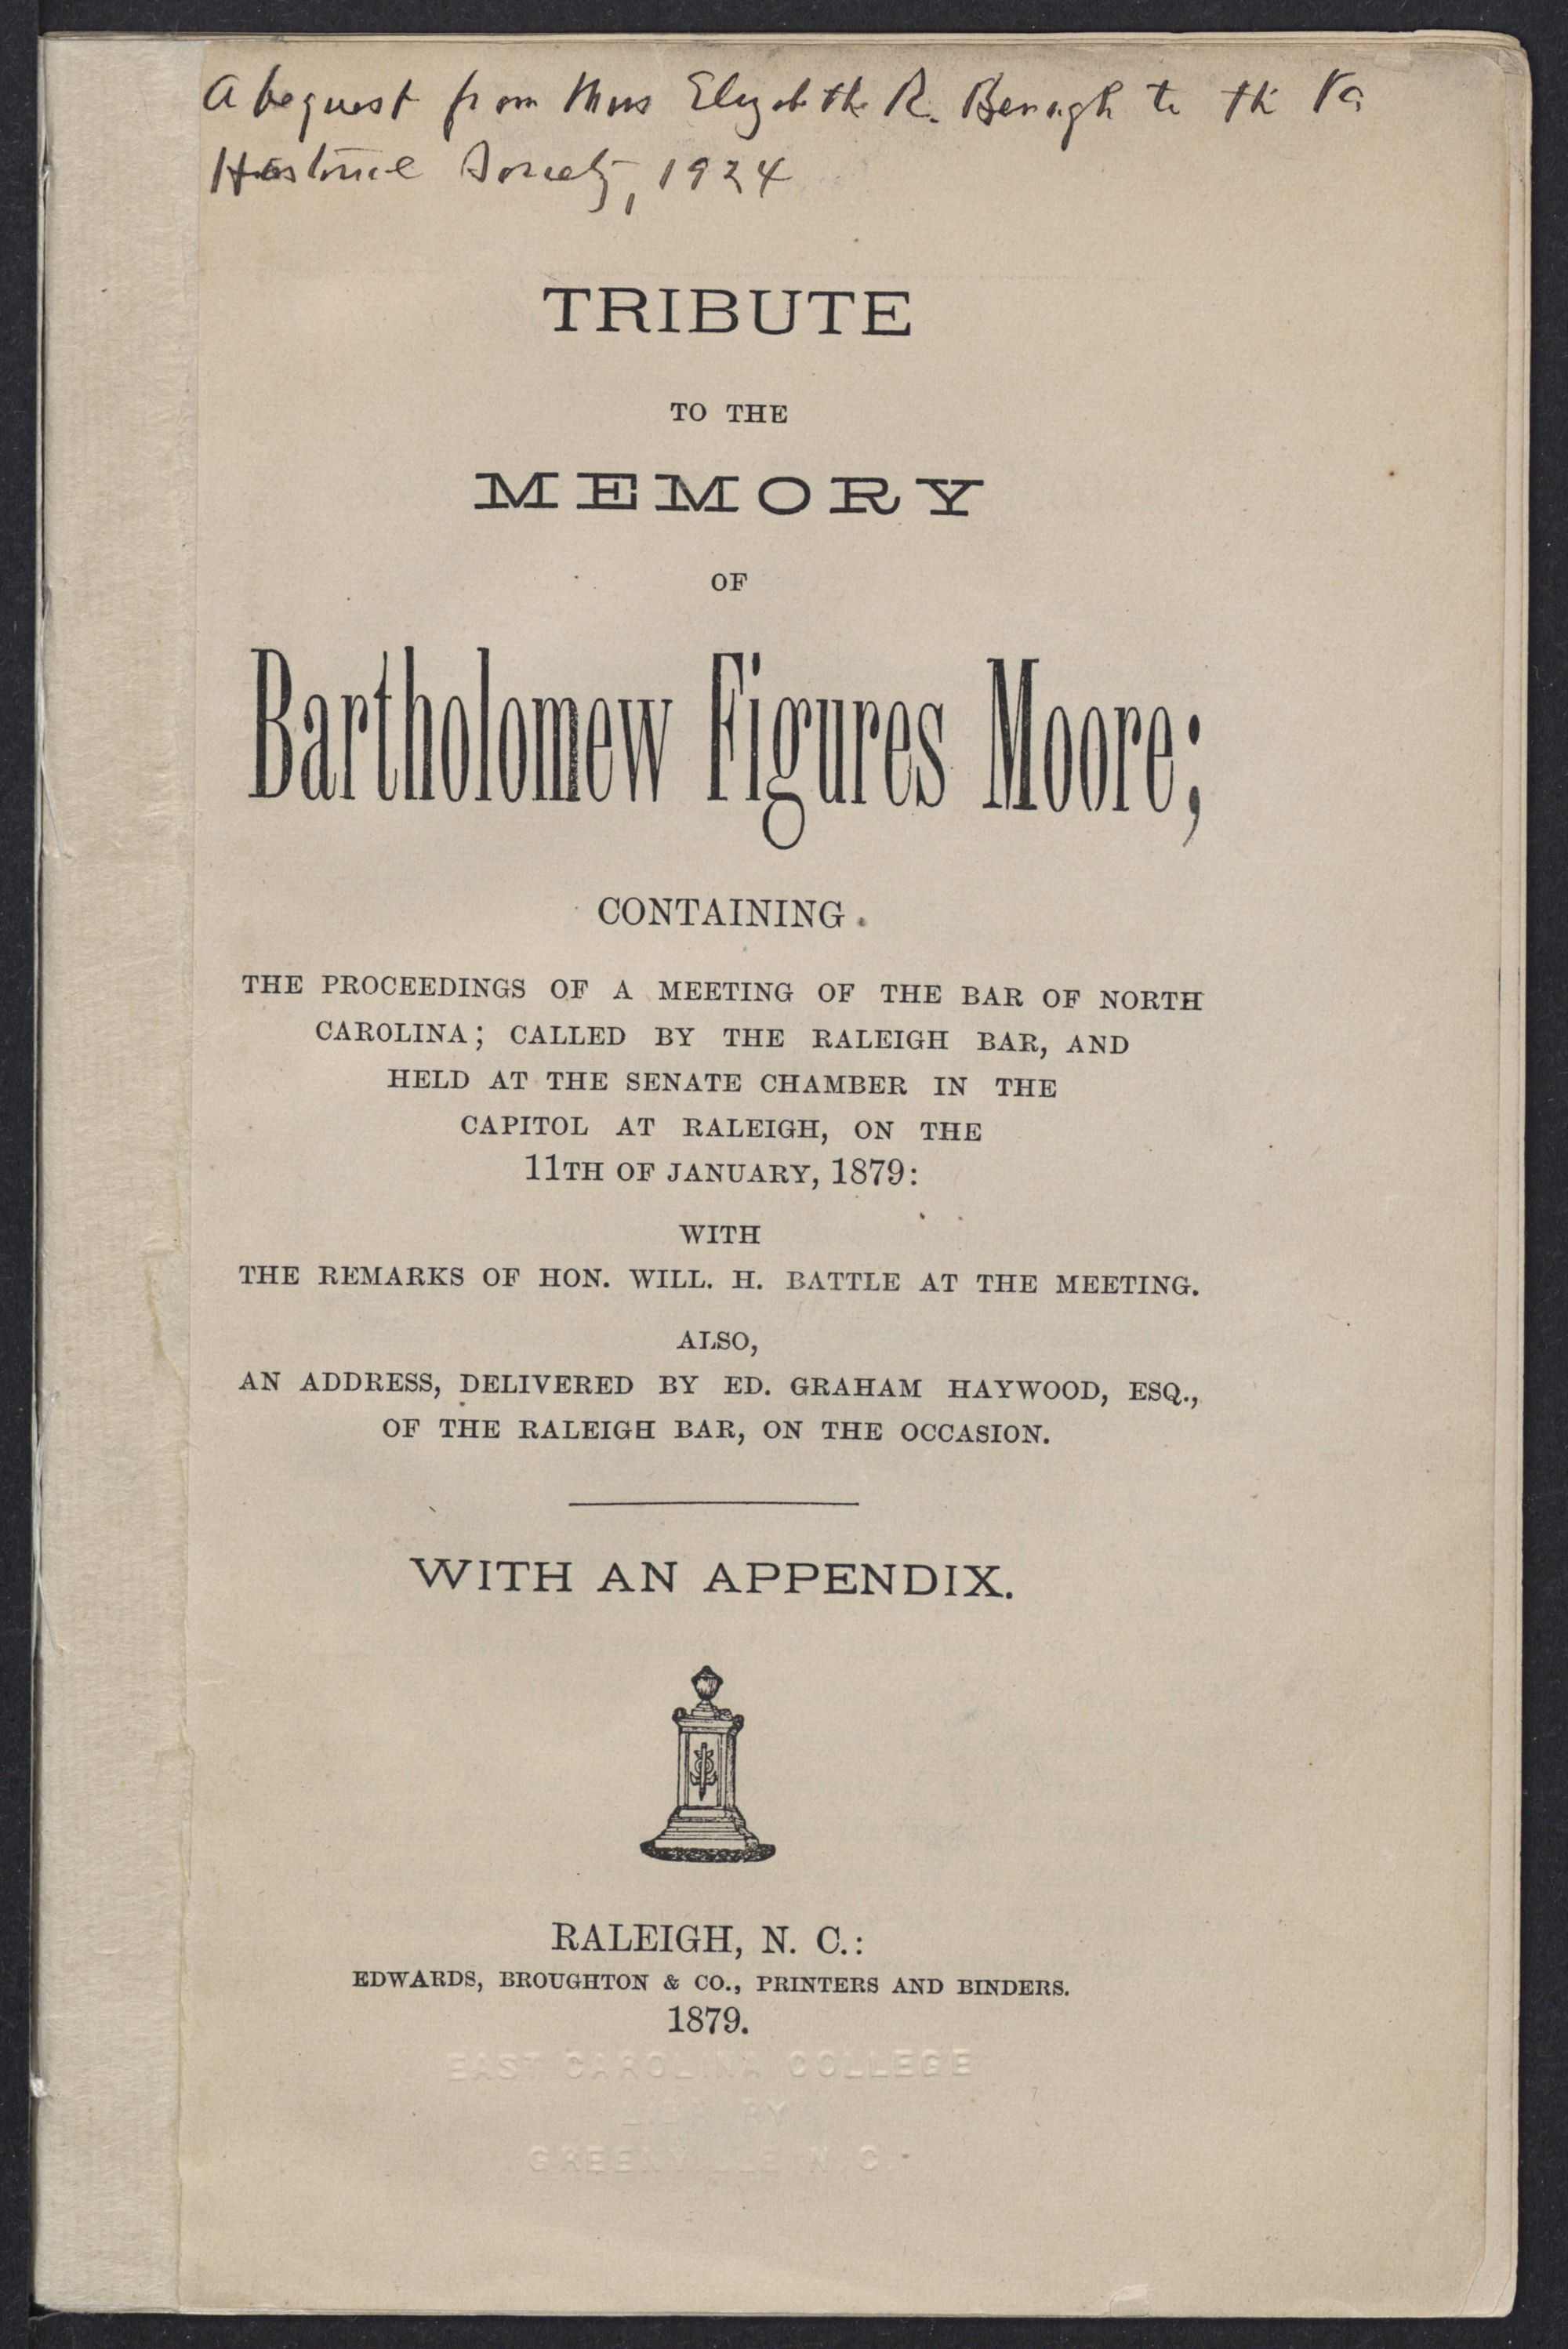 A bequest from Miss Elizabeth R. Benagh to the Va
Historical Society, 1924
TRIBUTE
TO THE
MEMORY
OF
Bartholomew Figures Moore;
CONTAINING
THE PROCEEDINGS OF A MEETING OF THE BAR OF NORTH
CAROLINA; CALLED BY THE RALEIGH BAR, AND
HELD AT THE SENATE CHAMBER IN THE
CAPITOL AT RALEIGH, ON THE
11TH OF JANUARY, 1879:
WITH
THE REMARKS OF HON. WILL. H. BATTLE AT THE MEETING.
ALSO,
AN ADDRESS, DELIVERED BY ED. GRAHAM HAYWOOD, ESQ.,
OF THE RALEIGH BAR, ON THE OCCASION.
WITH AN APPENDIX.
RALEIGH, N. C.:
EDWARDS, BROUGHTON & CO., PRINTERS AND BINDERS.
1879.
EAST CAROLINA COLLEGE
LIBRARY
GREENVILLE N C